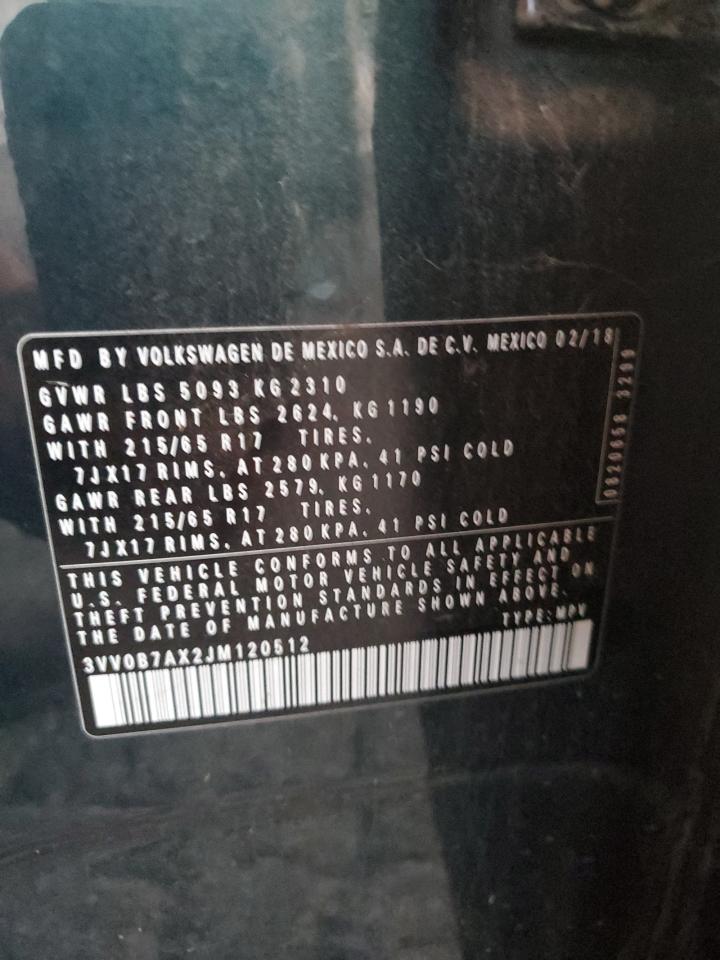 MFD BY VOLKSWAGEN DE MEXICO S.A. DE C.V. MEXICO 02/18
GVWR LBS 5093 KG 2310
GAWR FRONT LBS 2624, KG 1190
WITH 215/65 R17 TIRES,
7JX17 RIMS, AT 280 KPA, 41 PSI COLD
GAWR REAR LBS 2579, KG 1170
WITH 215/65 R17 TIRES,
7JX17 RIMS, AT 280 KPA, 41 PSI COLD
THIS VEHICLE CONFORMS TO ALL APPLICABLE
U.S. FEDERAL MOTOR VEHICLE SAFETY AND
THEFT PREVENTION STANDARDS IN EFFECT ON
THE DATE OF MANUFACTURE SHOWN ABOVE.
TYPE: MPV
3VV0B7AX2JM120512